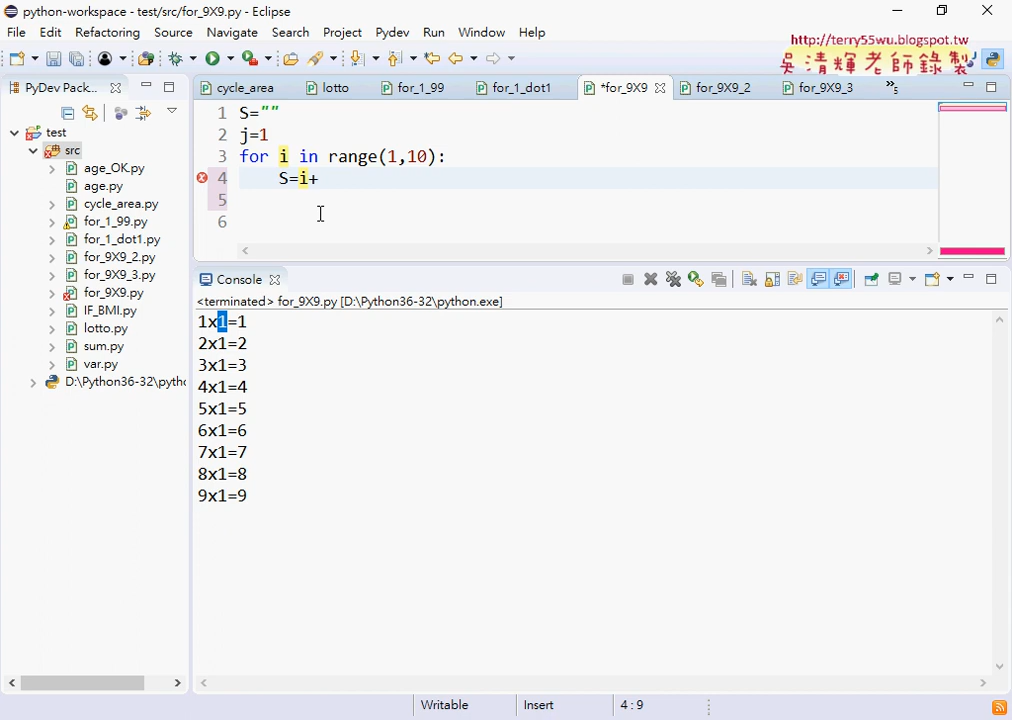 python-workspace - test/src/for_9X9.py - Eclipse
File Edit Refactoring Source Navigate Search Project Pydev Run Window Help
http://terry55wu.blogspot.tw
吳清輝老師錄製
PyDev Pack...
cycle_area lotto for_1_99 for_1_dot1 *for_9X9 for_9X9_2 for_9X9_3 »5
test
src
age_OK.py
age.py
cycle_area.py
for_1_99.py
for_1_dot1.py
for_9X9_2.py
for_9X9_3.py
for_9X9.py
IF_BMI.py
lotto.py
sum.py
var.py
D:\Python36-32\pytho
1 S=""
2 j=1
3 for i in range(1,10):
4 S=i+
5
6
Console
<terminated> for_9X9.py [D:\Python36-32\python.exe]
1x1=1
2x1=2
3x1=3
4x1=4
5x1=5
6x1=6
7x1=7
8x1=8
9x1=9
Writable Insert 4:9